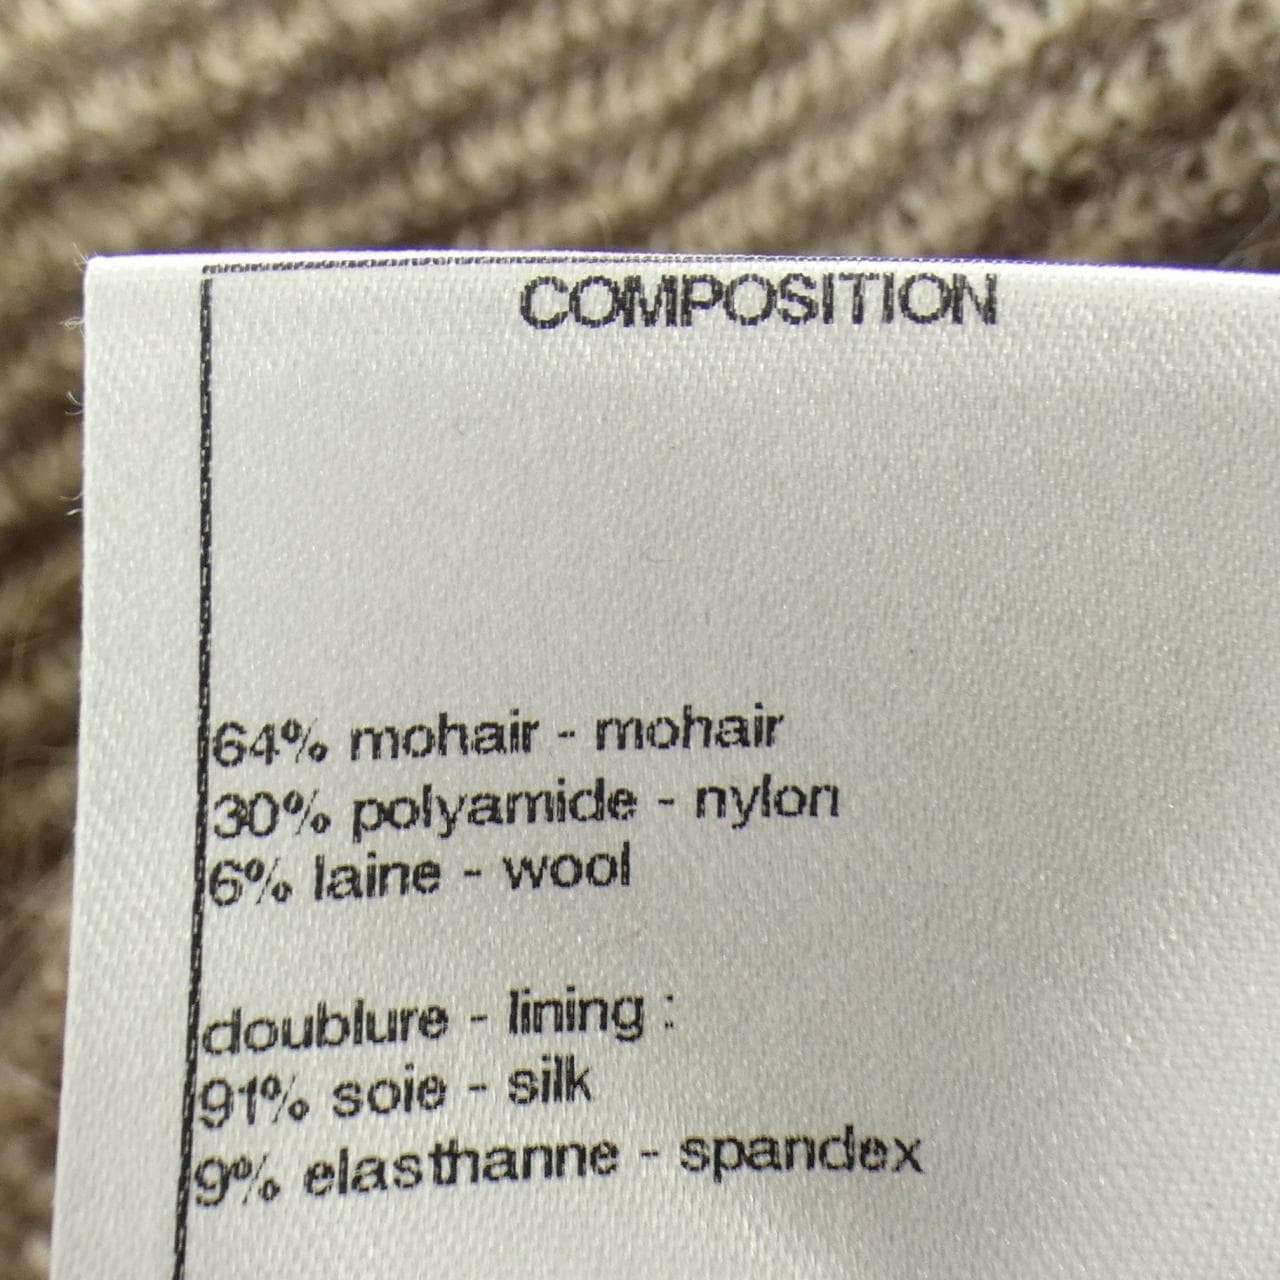 COMPOSITION
64% mohair - mohair
30% polyamide - nylon
6% laine - wool
doublure - lining :
91% soie - silk
9% elasthanne - spandex